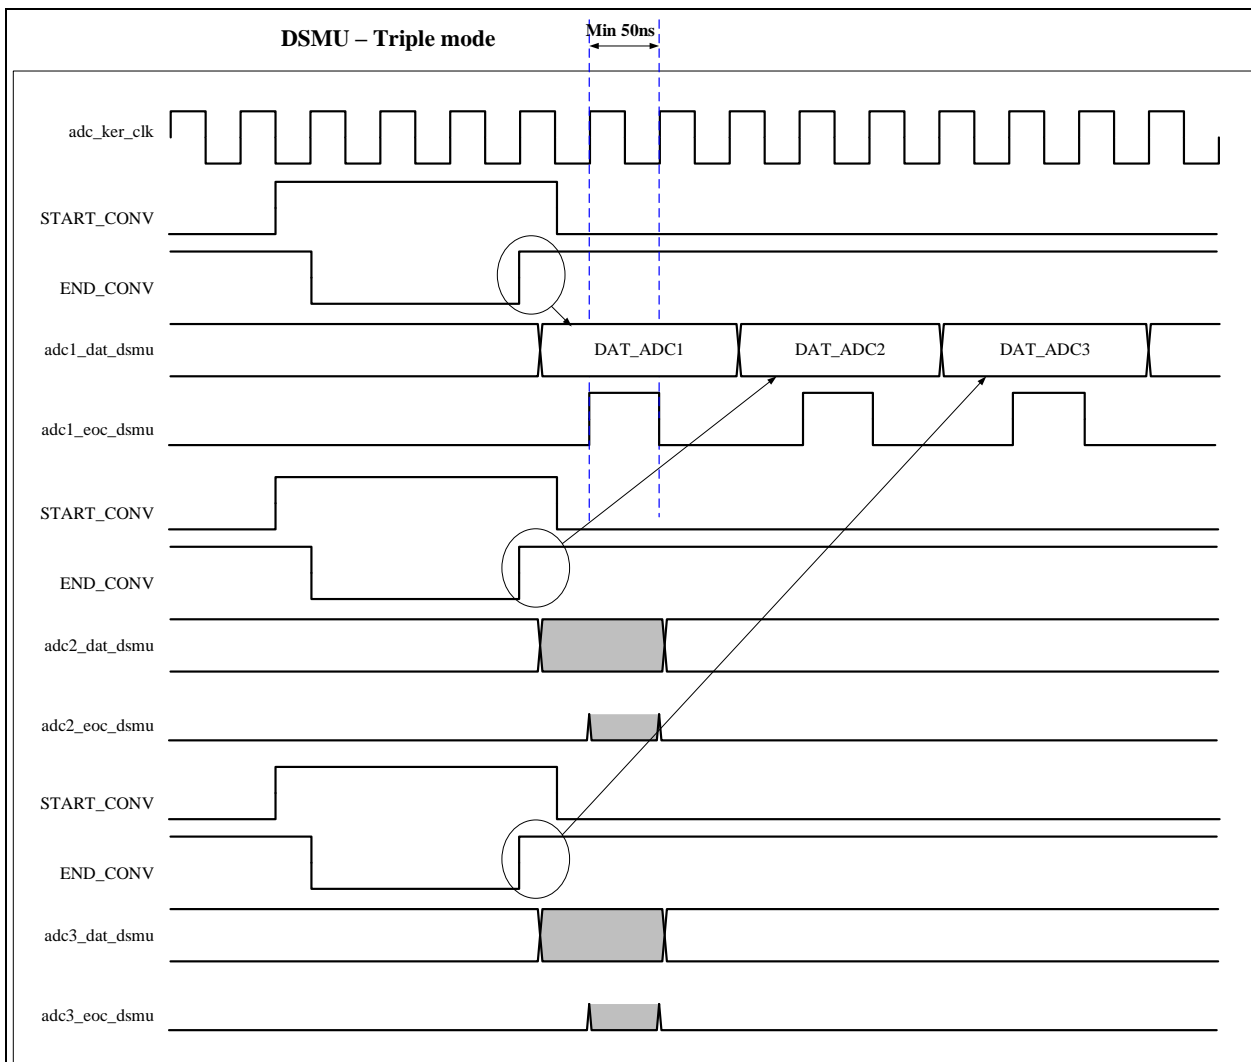 DSMU – Triple mode
Min 50ns
adc_ker_clk
START_CONV
END_CONV
adc1_dat_dsmu
DAT_ADC1
DAT_ADC2
DAT_ADC3
adc1_eoc_dsmu
START_CONV
END_CONV
adc2_dat_dsmu
adc2_eoc_dsmu
START_CONV
END_CONV
adc3_dat_dsmu
adc3_eoc_dsmu